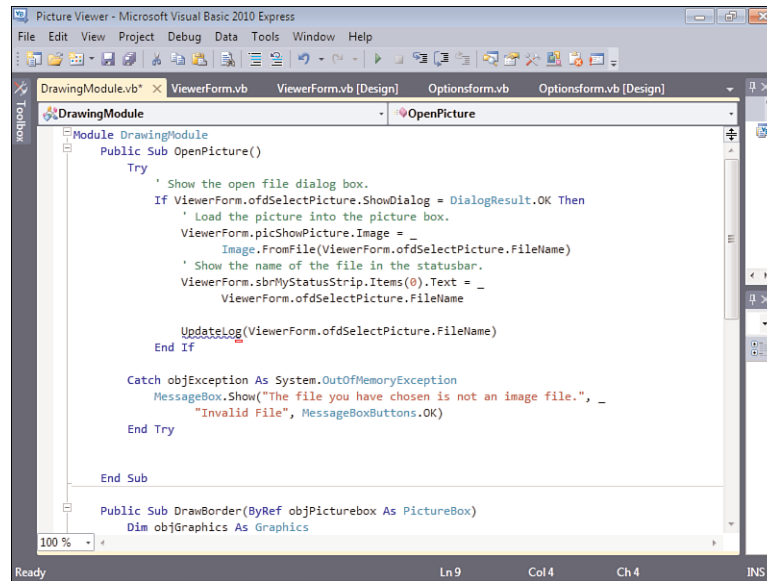 Picture Viewer - Microsoft Visual Basic 2010 Express
File Edit View Project Debug Data Tools Window Help
DrawingModule.vb* ViewerForm.vb ViewerForm.vb [Design] Optionsform.vb Optionsform.vb [Design]
Toolbox
DrawingModule OpenPicture
Module DrawingModule
Public Sub OpenPicture()
Try
' Show the open file dialog box.
If ViewerForm.ofdSelectPicture.ShowDialog = DialogResult.OK Then
' Load the picture into the picture box.
ViewerForm.picShowPicture.Image = _
Image.FromFile(ViewerForm.ofdSelectPicture.FileName)
' Show the name of the file in the statusbar.
ViewerForm.sbrMyStatusStrip.Items(0).Text = _
ViewerForm.ofdSelectPicture.FileName
UpdateLog(ViewerForm.ofdSelectPicture.FileName)
End If
Catch objException As System.OutOfMemoryException
MessageBox.Show("The file you have chosen is not an image file.", _
"Invalid File", MessageBoxButtons.OK)
End Try
End Sub
Public Sub DrawBorder(ByRef objPicturebox As PictureBox)
Dim objGraphics As Graphics
100 %
Ready Ln 9 Col 4 Ch 4 INS